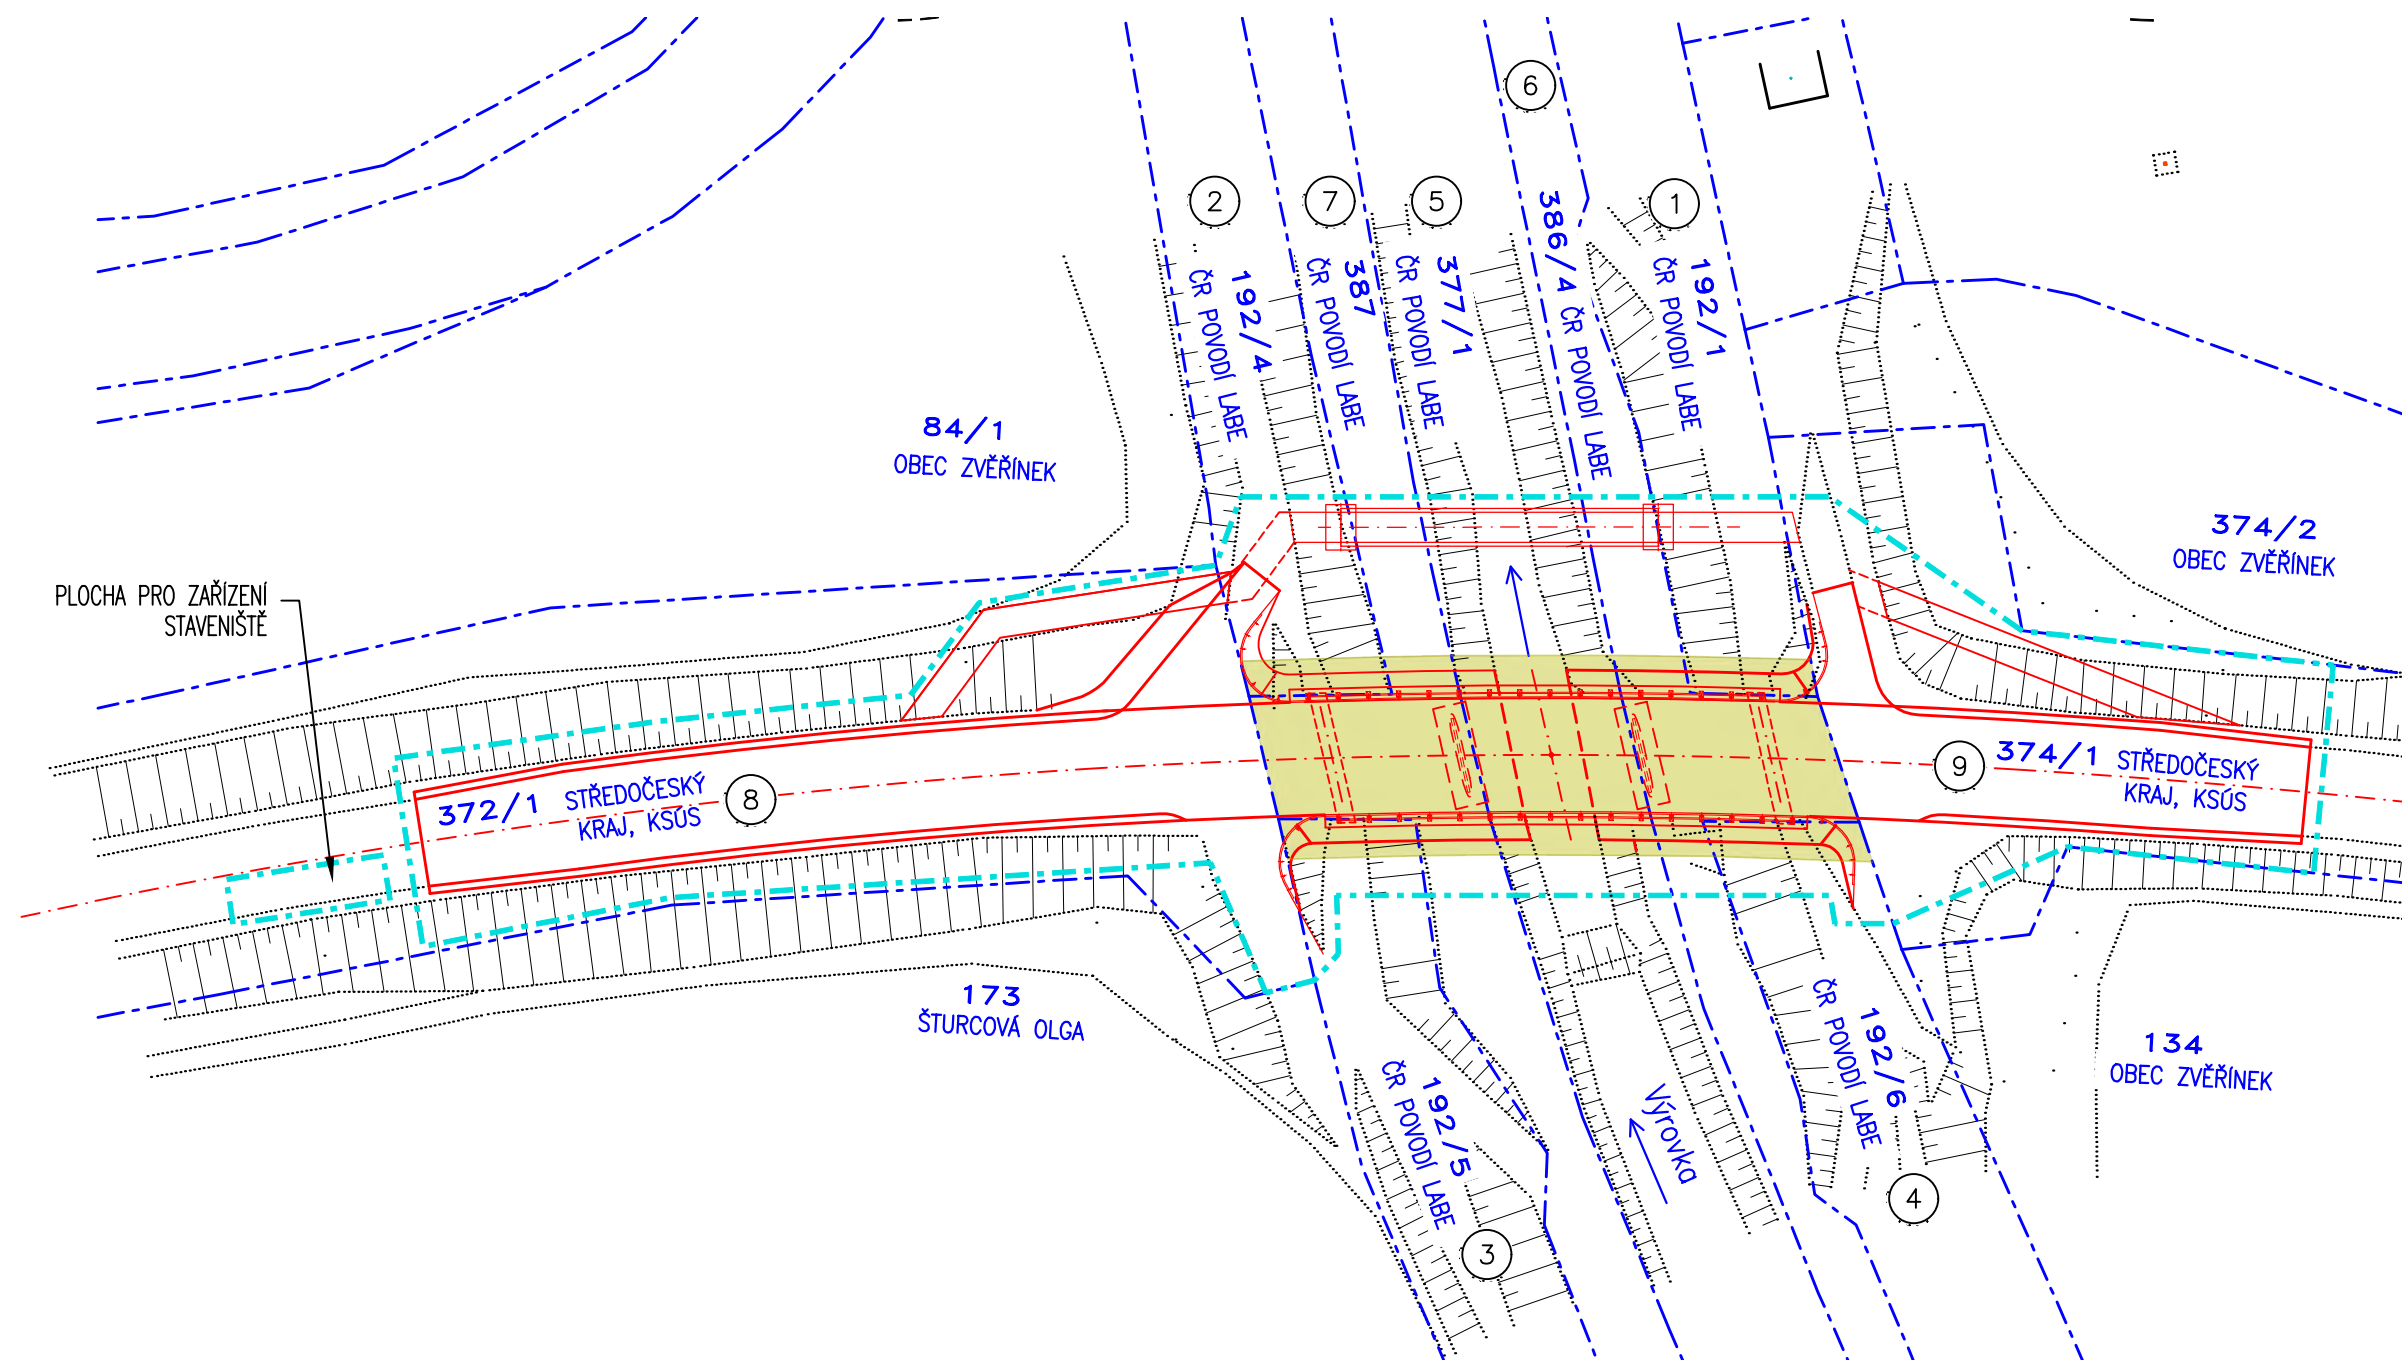 6
2
7
5
1
192/4
ČR POVODÍ LABE
387
ČR POVODÍ LABE
377/1
ČR POVODÍ LABE
386/4 ČR POVODÍ LABE
192/1
ČR POVODÍ LABE
84/1
OBEC ZVĚŘÍNEK
374/2
OBEC ZVĚŘÍNEK
PLOCHA PRO ZAŘÍZENÍ
STAVENIŠTĚ
372/1 STŘEDOČESKÝ
KRAJ, KSÚS
8
9
374/1 STŘEDOČESKÝ
KRAJ, KSÚS
173
ŠTURCOVÁ OLGA
192/6
ČR POVODÍ LABE
134
OBEC ZVĚŘÍNEK
192/5
ČR POVODÍ LABE
Výrovka
4
3